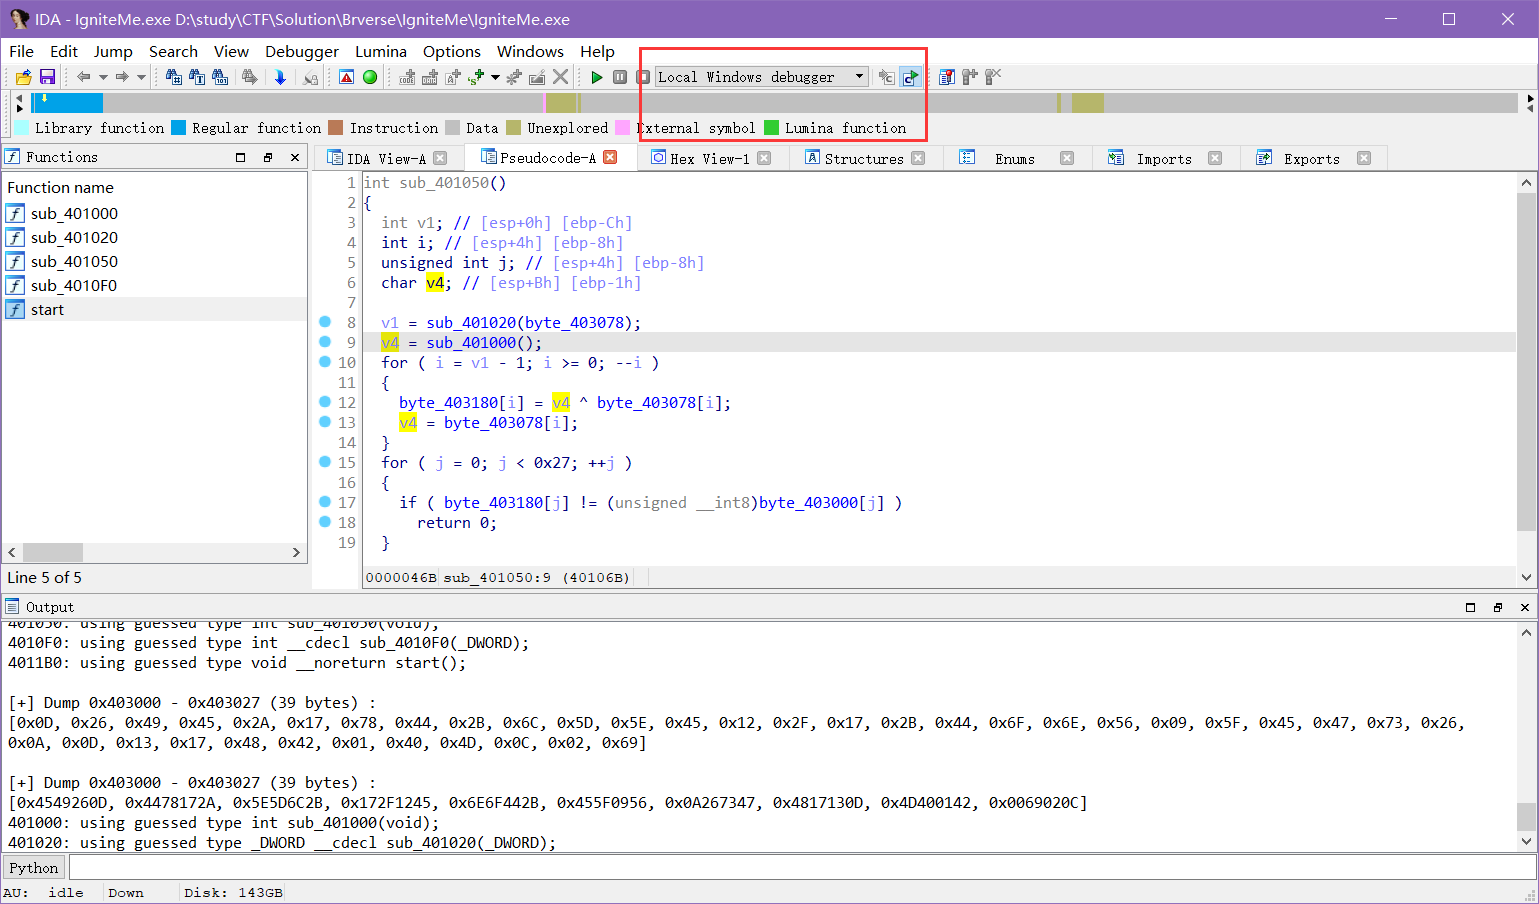 IDA - IgniteMe.exe D:\study\CTF\Solution\Brverse\IgniteMe\IgniteMe.exe
File Edit Jump Search View Debugger Lumina Options Windows Help
Local Windows debugger
Library function Regular function Instruction Data Unexplored External symbol Lumina function
Functions
IDA View-A Pseudocode-A Hex View-1 Structures Enums Imports Exports
Function name
sub_401000
sub_401020
sub_401050
sub_4010F0
start
Line 5 of 5
1 int sub_401050()
2 {
3 int v1; // [esp+0h] [ebp-Ch]
4 int i; // [esp+4h] [ebp-8h]
5 unsigned int j; // [esp+4h] [ebp-8h]
6 char v4; // [esp+Bh] [ebp-1h]
7
8 v1 = sub_401020(byte_403078);
9 v4 = sub_401000();
10 for ( i = v1 - 1; i >= 0; --i )
11 {
12 byte_403180[i] = v4 ^ byte_403078[i];
13 v4 = byte_403078[i];
14 }
15 for ( j = 0; j < 0x27; ++j )
16 {
17 if ( byte_403180[j] != (unsigned __int8)byte_403000[j] )
18 return 0;
19 }
0000046B sub_401050:9 (40106B)
Output
401050: using guessed type int sub_401050(void);
4010F0: using guessed type int __cdecl sub_4010F0(_DWORD);
4011B0: using guessed type void __noreturn start();
[+] Dump 0x403000 - 0x403027 (39 bytes) :
[0x0D, 0x26, 0x49, 0x45, 0x2A, 0x17, 0x78, 0x44, 0x2B, 0x6C, 0x5D, 0x5E, 0x45, 0x12, 0x2F, 0x17, 0x2B, 0x44, 0x6F, 0x6E, 0x56, 0x09, 0x5F, 0x45, 0x47, 0x73, 0x26,
0x0A, 0x0D, 0x13, 0x17, 0x48, 0x42, 0x01, 0x40, 0x4D, 0x0C, 0x02, 0x69]
[+] Dump 0x403000 - 0x403027 (39 bytes) :
[0x4549260D, 0x4478172A, 0x5E5D6C2B, 0x172F1245, 0x6E6F442B, 0x455F0956, 0x0A267347, 0x4817130D, 0x4D400142, 0x0069020C]
401000: using guessed type int sub_401000(void);
401020: using guessed type _DWORD __cdecl sub_401020(_DWORD);
Python
AU: idle Down Disk: 143GB